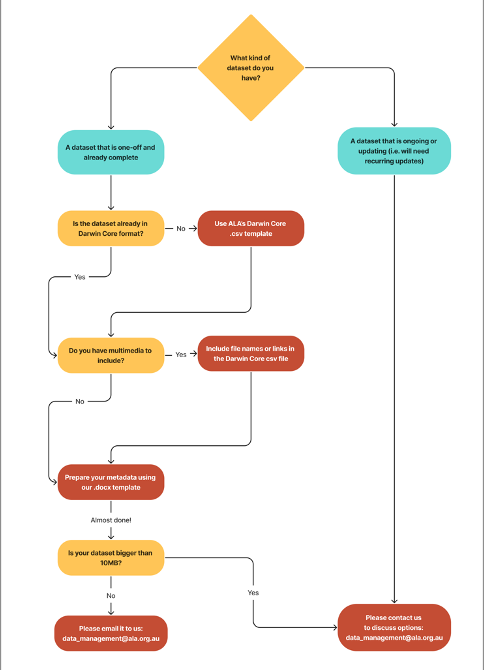 What kind of
dataset do you
have?
A dataset that is one-off and
already complete
A dataset that is ongoing or
updating (i.e. will need
recurring updates)
Is the dataset already in
Darwin Core format?
No
Use ALA's Darwin Core
.csv template
Yes
Do you have multimedia to
include?
Yes
Include file names or links in
the Darwin Core csv file
No
Prepare your metadata using
our .docx template
Almost done!
Is your dataset bigger than
10MB?
No
Yes
Please email it to us:
data_management@ala.org.au
Please contact us
to discuss options:
data_management@ala.org.au